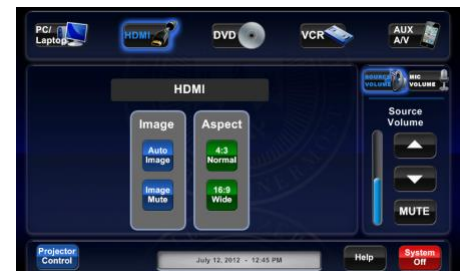 PC/
Laptop
HDMI
DVD
VCR
AUX
A/V
HDMI
SOURCE
VOLUME
MIC
VOLUME
Image
Aspect
Auto
Image
4:3
Normal
Image
Mute
16:9
Wide
Source
Volume
MUTE
Projector
Control
July 12, 2012 - 12:45 PM
Help
System
Off